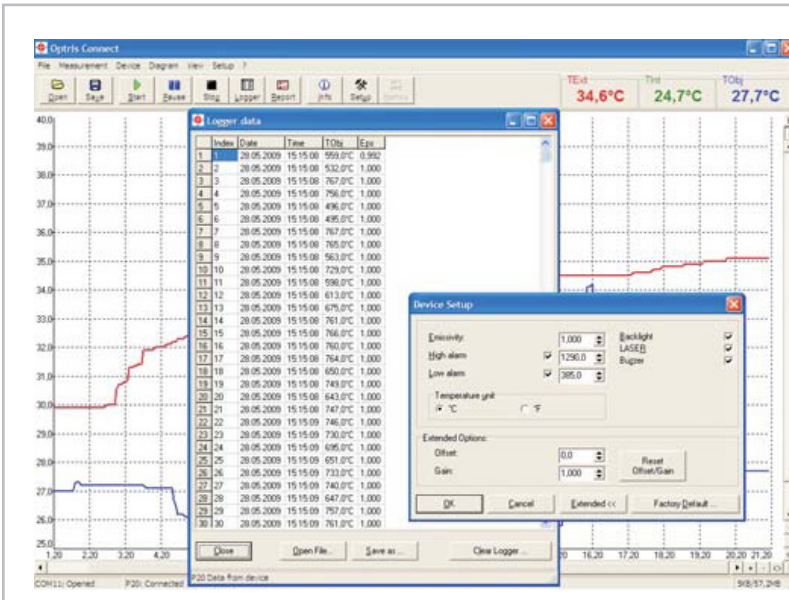 Optris Connect
File Measurement Device Diagram View Setup ?
Open Save Start Pause Stop Logger Report Info Setup
TExt TInt TObj
34,6°C 24,7°C 27,7°C
40.0
39.0
38.0
37.0
36.0
35.0
34.0
33.0
32.0
31.0
30.0
29.0
28.0
27.0
26.0
25.0
1,20 2,20 3,20 4,20
16,20 17,20 18,20 19,20 20,20 21,20
COM11: Opened P20: Connected 5KB/57,2MB
Logger data
Index Date Time TObj Eps
1 1 28.05.2009 15:15:08 559,0°C 0,992
2 2 28.05.2009 15:15:08 532,0°C 1,000
3 3 28.05.2009 15:15:08 767,0°C 1,000
4 4 28.05.2009 15:15:08 756,0°C 1,000
5 5 28.05.2009 15:15:08 496,0°C 1,000
6 6 28.05.2009 15:15:08 495,0°C 1,000
7 7 28.05.2009 15:15:08 767,0°C 1,000
8 8 28.05.2009 15:15:08 765,0°C 1,000
9 9 28.05.2009 15:15:08 563,0°C 1,000
10 10 28.05.2009 15:15:08 729,0°C 1,000
11 11 28.05.2009 15:15:08 598,0°C 1,000
12 12 28.05.2009 15:15:08 613,0°C 1,000
13 13 28.05.2009 15:15:08 675,0°C 1,000
14 14 28.05.2009 15:15:08 761,0°C 1,000
15 15 28.05.2009 15:15:08 766,0°C 1,000
16 16 28.05.2009 15:15:08 760,0°C 1,000
17 17 28.05.2009 15:15:08 764,0°C 1,000
18 18 28.05.2009 15:15:08 650,0°C 1,000
19 19 28.05.2009 15:15:08 749,0°C 1,000
20 20 28.05.2009 15:15:08 643,0°C 1,000
21 21 28.05.2009 15:15:08 747,0°C 1,000
22 22 28.05.2009 15:15:09 746,0°C 1,000
23 23 28.05.2009 15:15:09 730,0°C 1,000
24 24 28.05.2009 15:15:09 695,0°C 1,000
25 25 28.05.2009 15:15:09 651,0°C 1,000
26 26 28.05.2009 15:15:09 733,0°C 1,000
27 27 28.05.2009 15:15:09 740,0°C 1,000
28 28 28.05.2009 15:15:09 647,0°C 1,000
29 29 28.05.2009 15:15:09 757,0°C 1,000
30 30 28.05.2009 15:15:09 761,0°C 1,000
Close Open File... Save as ... Clear Logger ...
P20:Data from device
Device Setup
Emissivity: 1,000 Backlight
High alarm 1290,0 LASER
Low alarm 385,0 Buzzer
Temperature unit
°C °F
Extended Options:
Offset: 0,0
Gain: 1,000
Reset
Offset/Gain
OK Cancel Extended << Factory Default ...